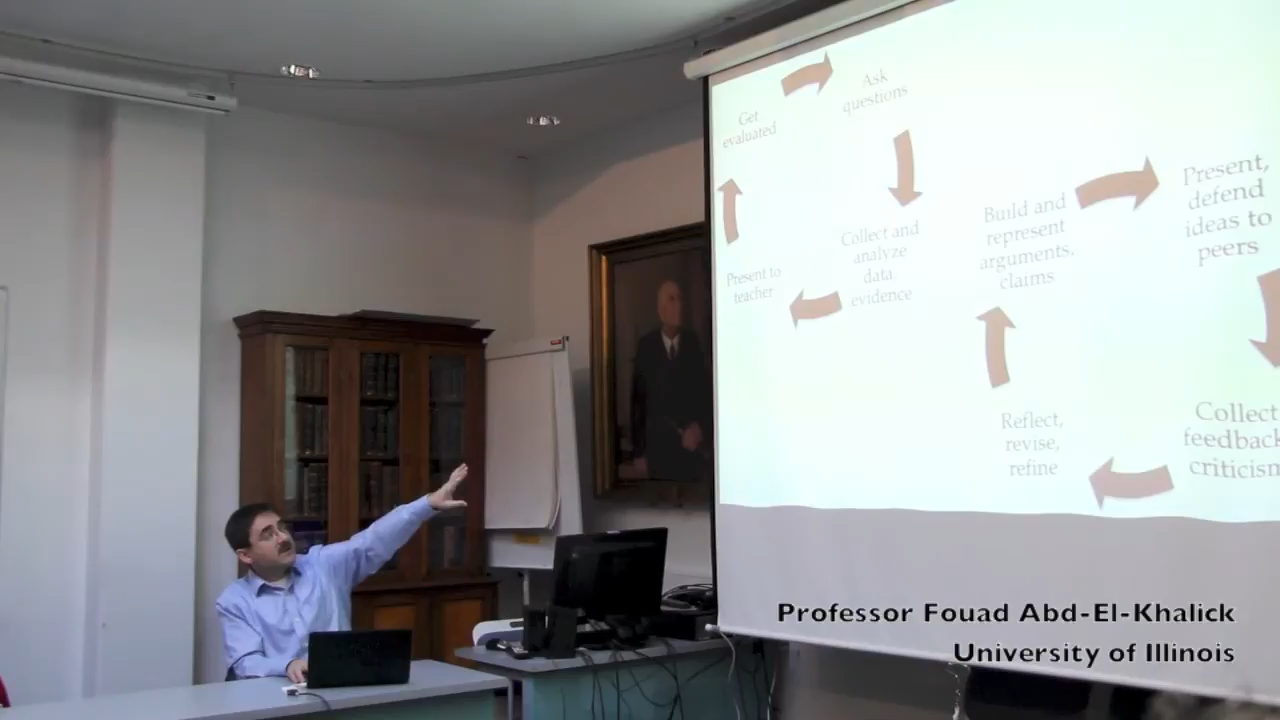 Ask
questions
Get
evaluated
Collect and
analyze
data,
evidence
Present to
teacher
Build and
represent
arguments,
claims
Present,
defend
ideas to
peers
Reflect,
revise,
refine
Collect
feedback
criticism
Professor Fouad Abd-El-Khalick
University of Illinois